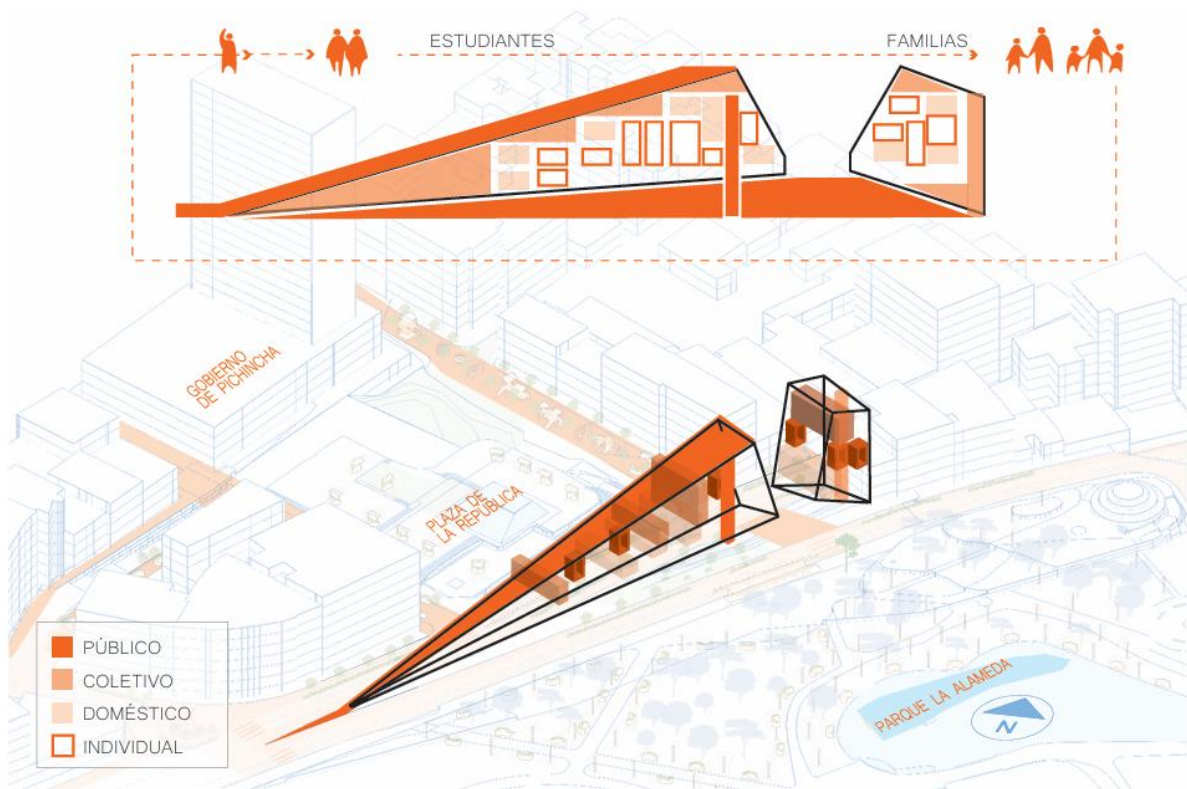 ESTUDIANTES
FAMILIAS
GOBIERNO
DE PICHINCHA
PLAZA DE
LA REPÚBLICA
PÚBLICO
COLETIVO
DOMÉSTICO
INDIVIDUAL
PARQUE LA ALAMEDA
N